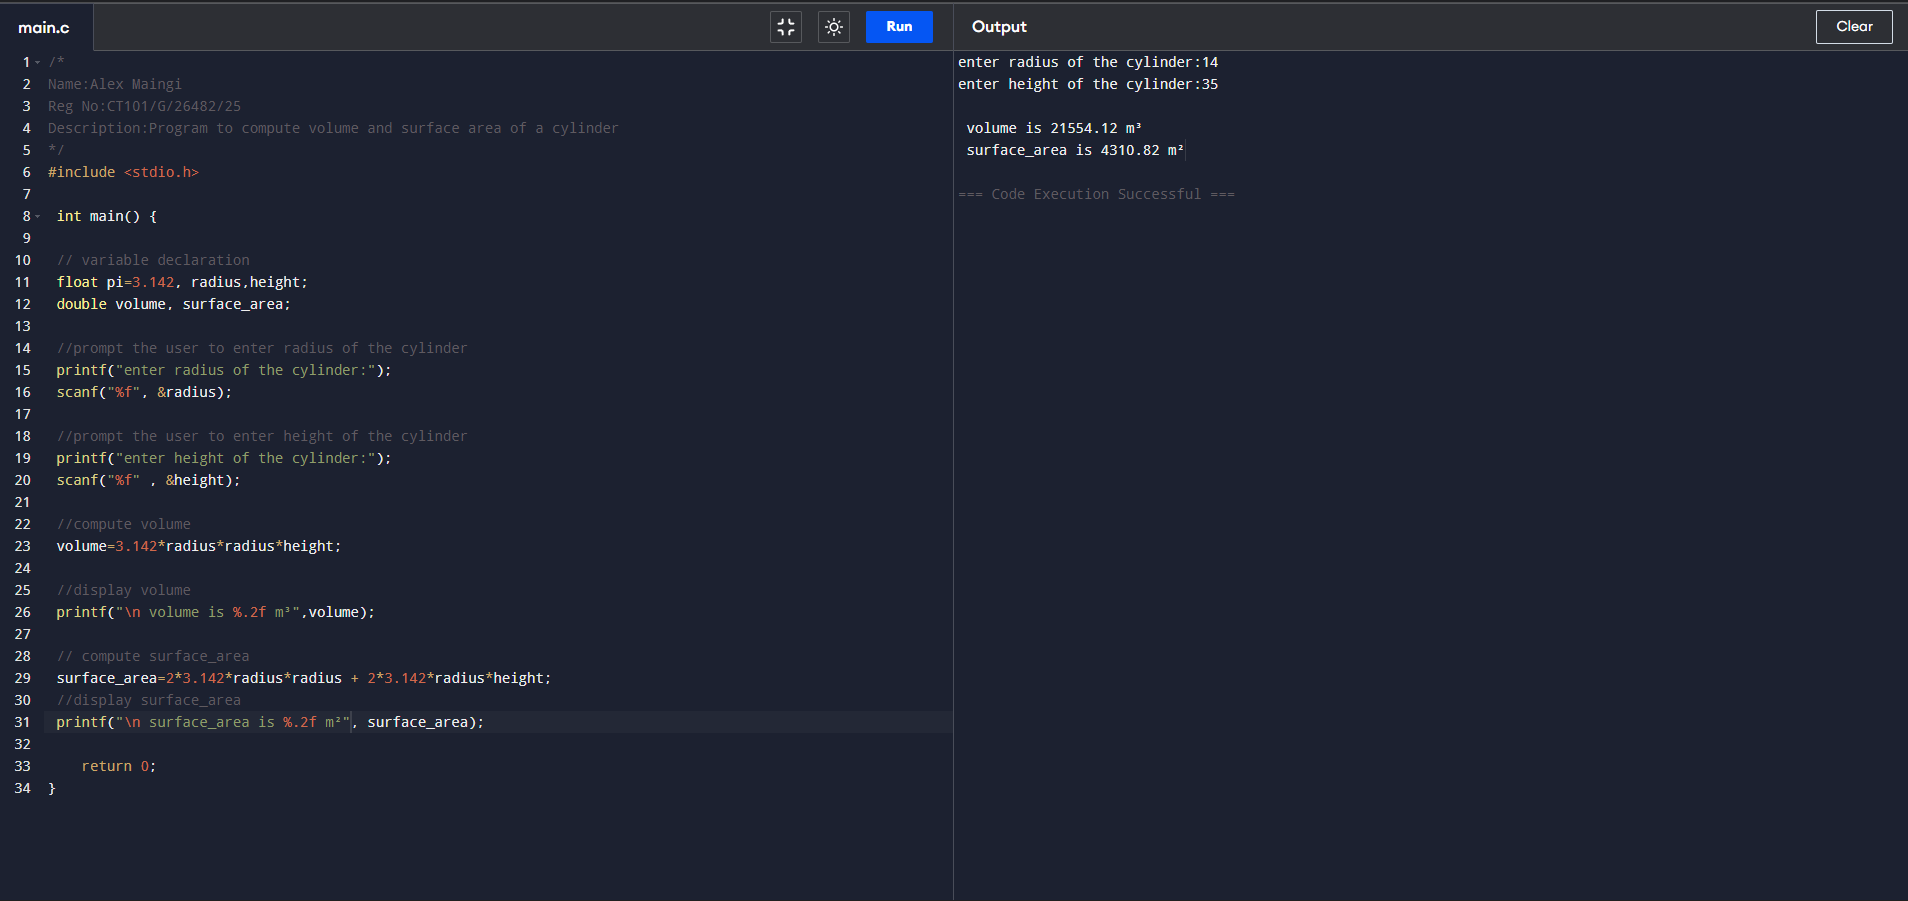 main.c
Run
Output
Clear
1 /*
2 Name:Alex Maingi
3 Reg No:CT101/G/26482/25
4 Description:Program to compute volume and surface area of a cylinder
5 */
6 #include <stdio.h>
7
8 int main() {
9
10 // variable declaration
11 float pi=3.142, radius,height;
12 double volume, surface_area;
13
14 //prompt the user to enter radius of the cylinder
15 printf("enter radius of the cylinder:");
16 scanf("%f", &radius);
17
18 //prompt the user to enter height of the cylinder
19 printf("enter height of the cylinder:");
20 scanf("%f" , &height);
21
22 //compute volume
23 volume=3.142*radius*radius*height;
24
25 //display volume
26 printf("\n volume is %.2f m³",volume);
27
28 // compute surface_area
29 surface_area=2*3.142*radius*radius + 2*3.142*radius*height;
30 //display surface_area
31 printf("\n surface_area is %.2f m²", surface_area);
32
33 return 0;
34 }
enter radius of the cylinder:14
enter height of the cylinder:35
volume is 21554.12 m³
surface_area is 4310.82 m²
=== Code Execution Successful ===